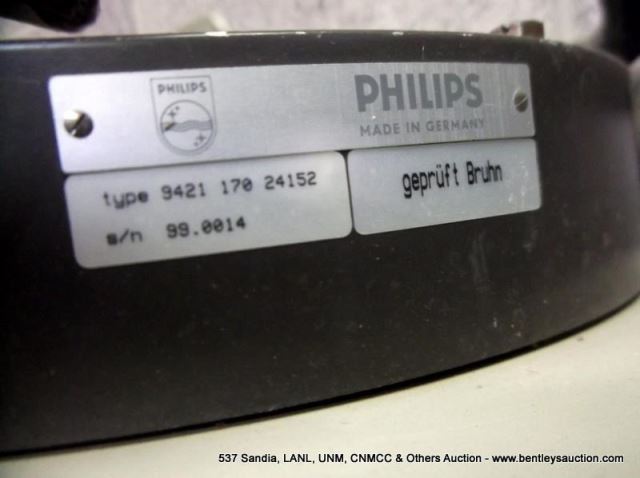 PHILIPS
PHILIPS
MADE IN GERMANY
type 9421 170 24152
s/n 99.0014
geprüft Bruhn
537 Sandia, LANL, UNM, CNMCC & Others Auction - www.bentleysauction.com